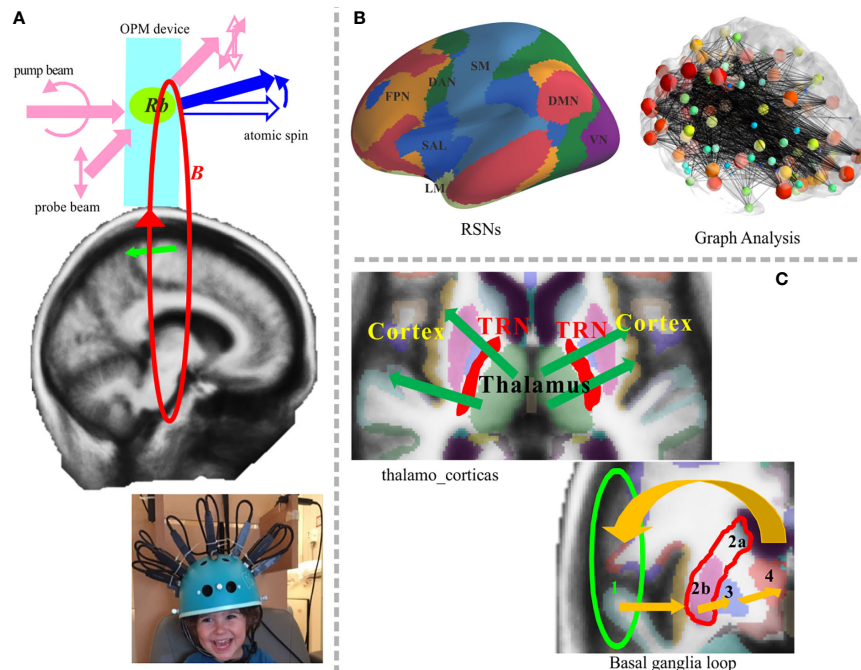 A
OPM device
pump beam
Rb
atomic spin
B
probe beam
B
FPN
DAN
SM
DMN
VN
SAL
LM
RSNs
Graph Analysis
C
Cortex
TRN
TRN
Cortex
Thalamus
thalamo_corticas
1
2a
2b
3
4
Basal ganglia loop